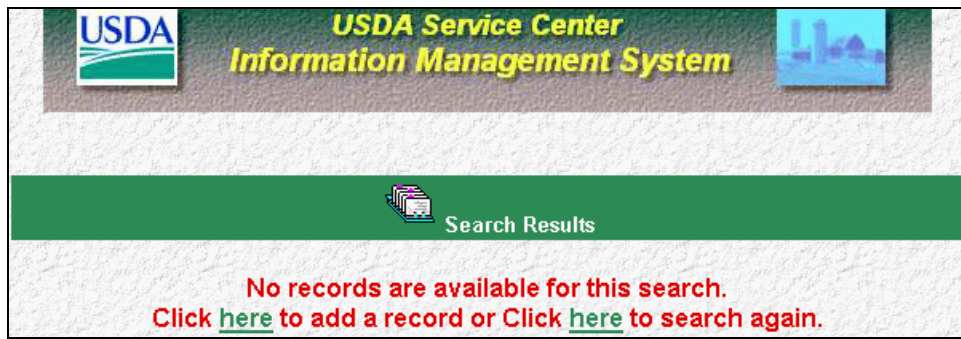 USDA
USDA Service Center
Information Management System
Search Results
No records are available for this search.
Click here to add a record or Click here to search again.